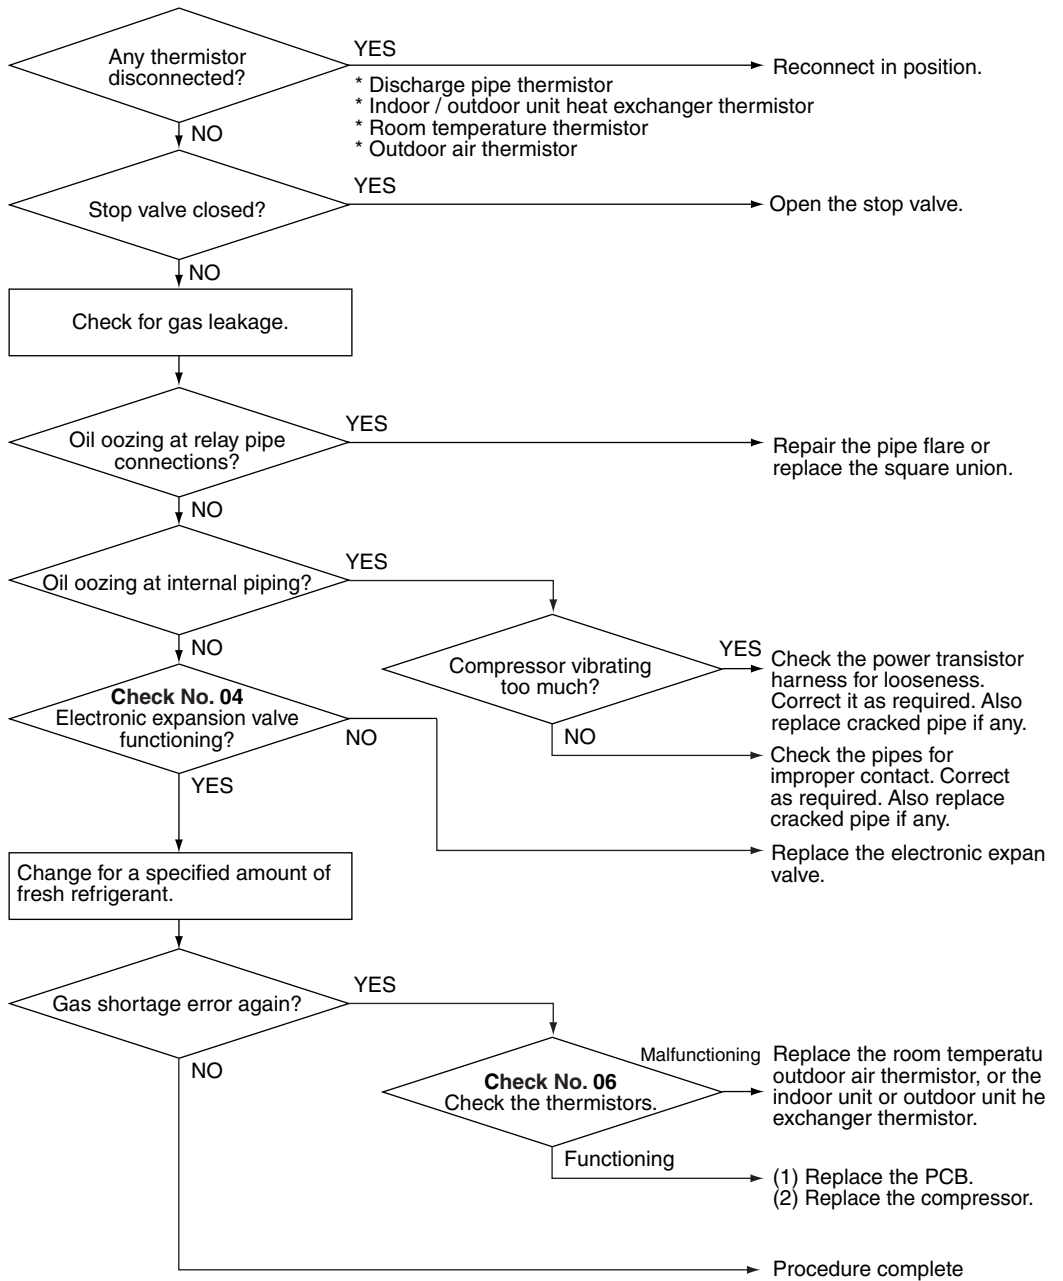 Any thermistor
disconnected?
YES
Reconnect in position.
* Discharge pipe thermistor
* Indoor / outdoor unit heat exchanger thermistor
* Room temperature thermistor
* Outdoor air thermistor
NO
Stop valve closed?
YES
Open the stop valve.
NO
Check for gas leakage.
Oil oozing at relay pipe
connections?
YES
Repair the pipe flare or
replace the square union.
NO
Oil oozing at internal piping?
YES
NO
Compressor vibrating
too much?
YES
Check the power transistor
harness for looseness.
Correct it as required. Also
replace cracked pipe if any.
NO
Check the pipes for
improper contact. Correct
as required. Also replace
cracked pipe if any.
Check No. 04
Electronic expansion valve
functioning?
NO
Replace the electronic expan
valve.
YES
Change for a specified amount of
fresh refrigerant.
Gas shortage error again?
YES
NO
Check No. 06
Check the thermistors.
Malfunctioning
Replace the room temperatu
outdoor air thermistor, or the
indoor unit or outdoor unit he
exchanger thermistor.
Functioning
(1) Replace the PCB.
(2) Replace the compressor.
Procedure complete